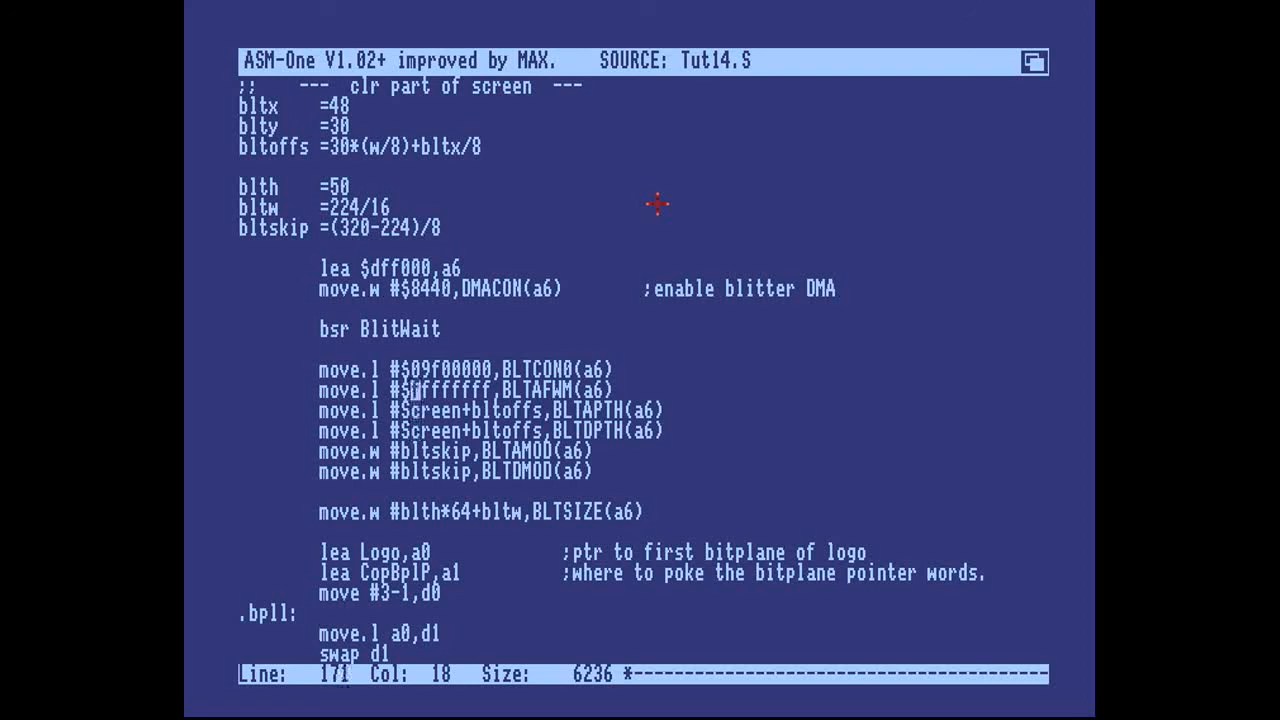 ASM-One V1.02+ improved by MAX.    SOURCE: Tut14.S
;;    ---  clr part of screen  ---
bltx    =48
blty    =30
bltoffs =30*(w/8)+bltx/8

blth    =50
bltw    =224/16
bltskip =(320-224)/8

        lea $dff000,a6
        move.w #$8440,DMACON(a6)        ;enable blitter DMA

        bsr BlitWait

        move.l #$09f00000,BLTCON0(a6)
        move.l #$ffffffff,BLTAFWM(a6)
        move.l #Screen+bltoffs,BLTAPTH(a6)
        move.l #Screen+bltoffs,BLTDPTH(a6)
        move.w #bltskip,BLTAMOD(a6)
        move.w #bltskip,BLTDMOD(a6)

        move.w #blth*64+bltw,BLTSIZE(a6)

        lea Logo,a0             ;ptr to first bitplane of logo
        lea CopBplP,a1          ;where to poke the bitplane pointer words.
        move #3-1,d0
.bpll:
        move.l a0,d1
        swap d1
Line:   171  Col:  18   Size:    6236 *-----------------------------------------